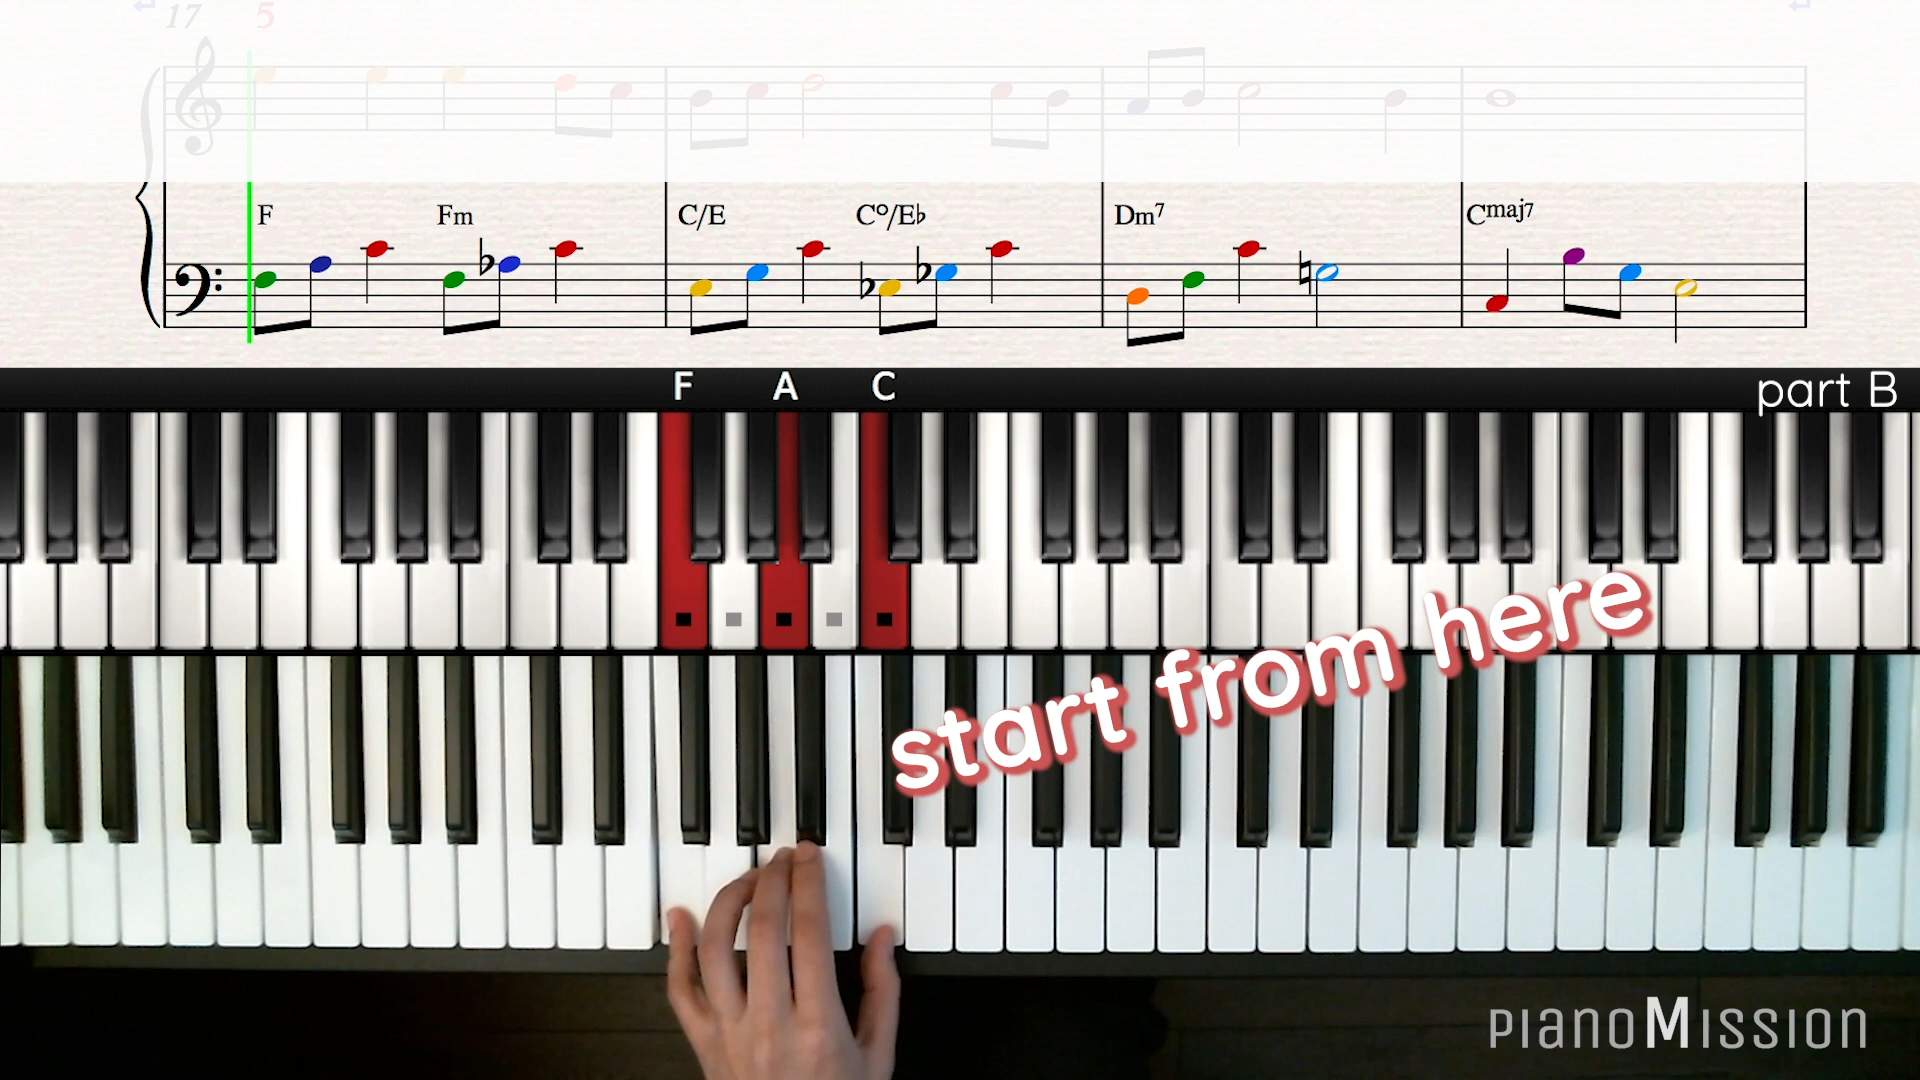 17 5
F Fm C/E C°/E♭ Dm7 Cmaj7
F A C
part B
start from here
pianoMission